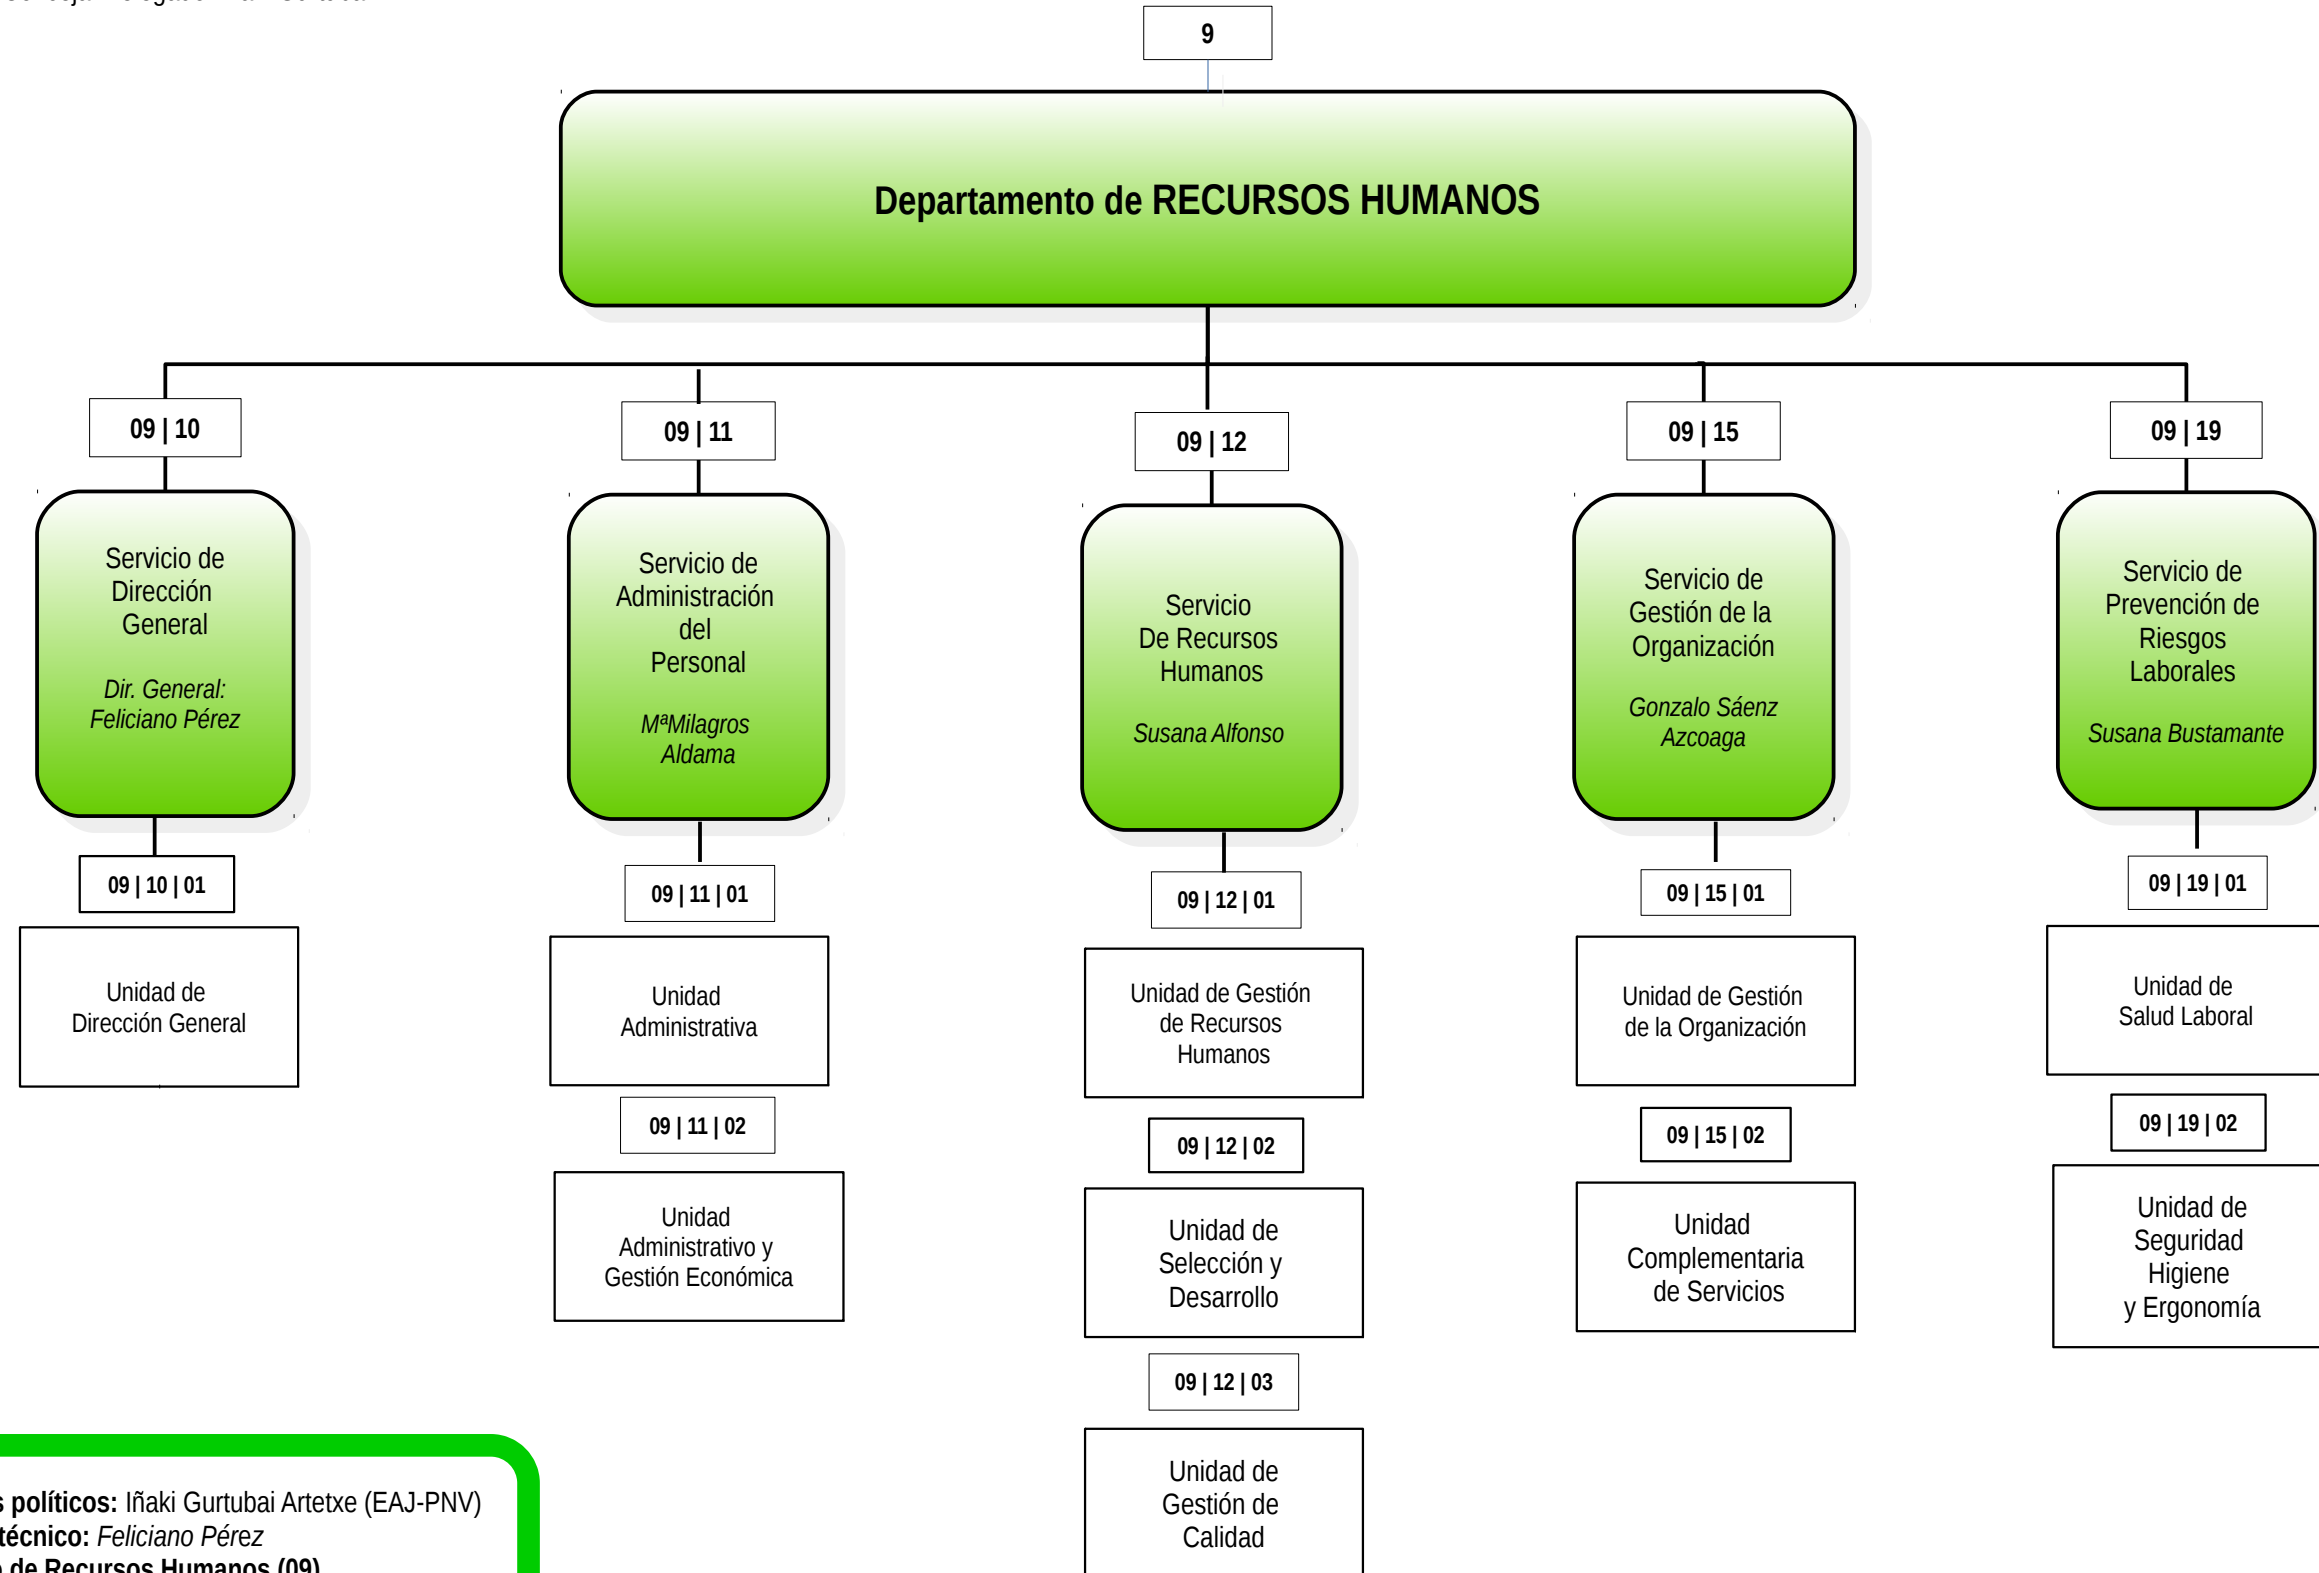 9
Departamento de RECURSOS HUMANOS
09 | 10
Servicio de
Dirección
General
Dir. General:
Feliciano Pérez
09 | 10 | 01
Unidad de
Dirección General
09 | 11
Servicio de
Administración
del
Personal
MªMilagros
Aldama
09 | 11 | 01
Unidad
Administrativa
09 | 11 | 02
Unidad
Administrativo y
Gestión Económica
09 | 12
Servicio
De Recursos
Humanos
Susana Alfonso
09 | 12 | 01
Unidad de Gestión
de Recursos
Humanos
09 | 12 | 02
Unidad de
Selección y
Desarrollo
09 | 12 | 03
Unidad de
Gestión de
Calidad
09 | 15
Servicio de
Gestión de la
Organización
Gonzalo Sáenz
Azcoaga
09 | 15 | 01
Unidad de Gestión
de la Organización
09 | 15 | 02
Unidad
Complementaria
de Servicios
09 | 19
Servicio de
Prevención de
Riesgos
Laborales
Susana Bustamante
09 | 19 | 01
Unidad de
Salud Laboral
09 | 19 | 02
Unidad de
Seguridad
Higiene
y Ergonomía
políticos: Iñaki Gurtubai Artetxe (EAJ-PNV)
técnico: Feliciano Pérez
de Recursos Humanos (09)